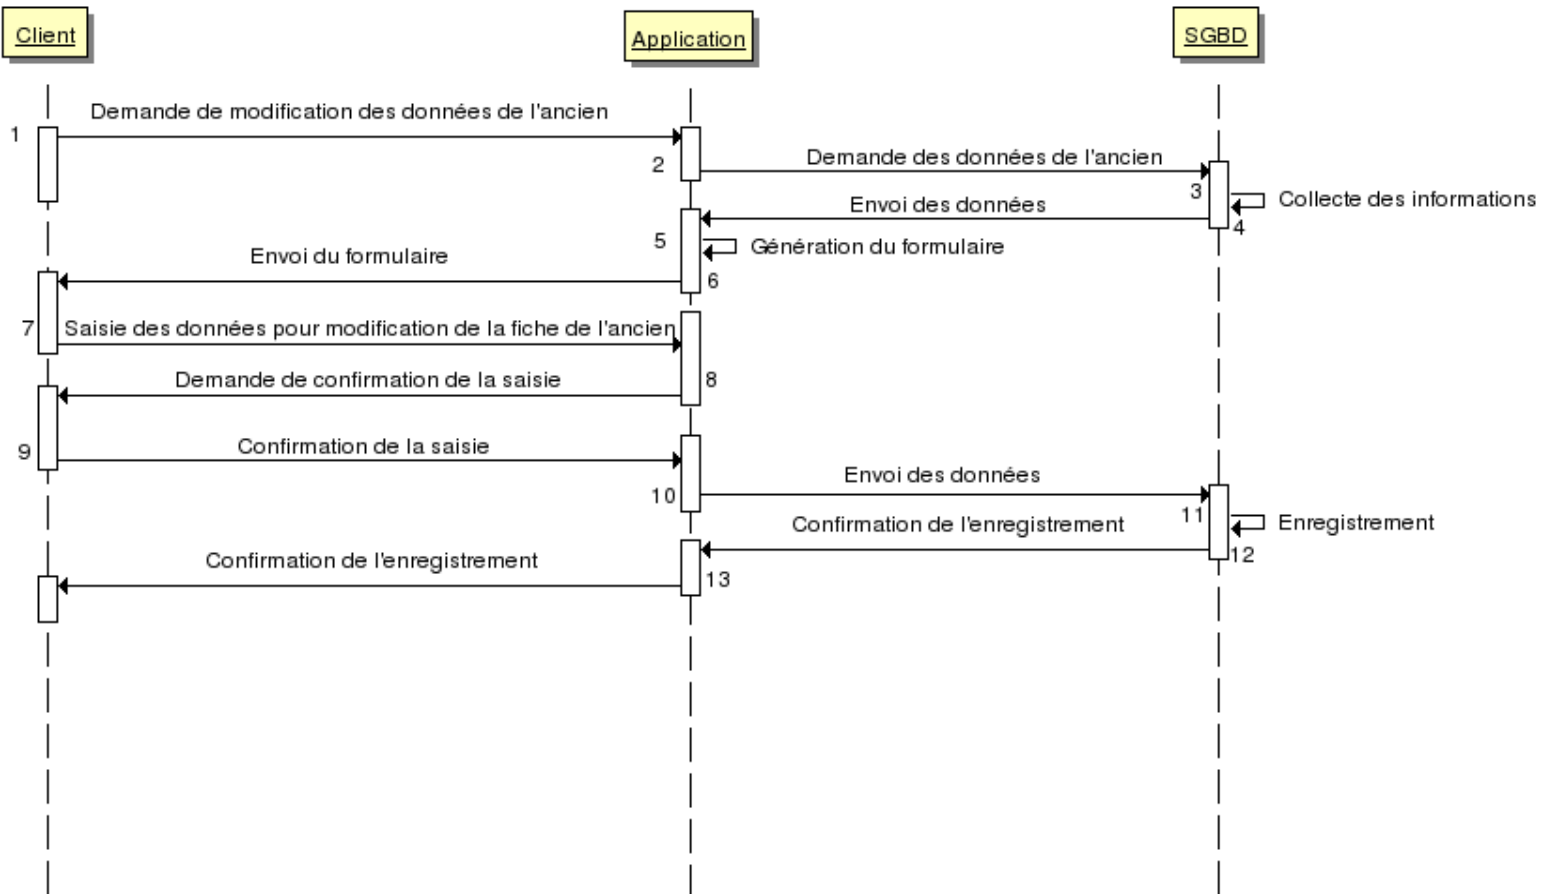 Client
Application
SGBD
Demande de modification des données de l'ancien
1
2
Demande des données de l'ancien
3
Collecte des informations
Envoi des données
4
5
Génération du formulaire
Envoi du formulaire
6
7
Saisie des données pour modification de la fiche de l'ancien
Demande de confirmation de la saisie
8
Confirmation de la saisie
9
Envoi des données
10
11
Enregistrement
Confirmation de l'enregistrement
12
Confirmation de l'enregistrement
13